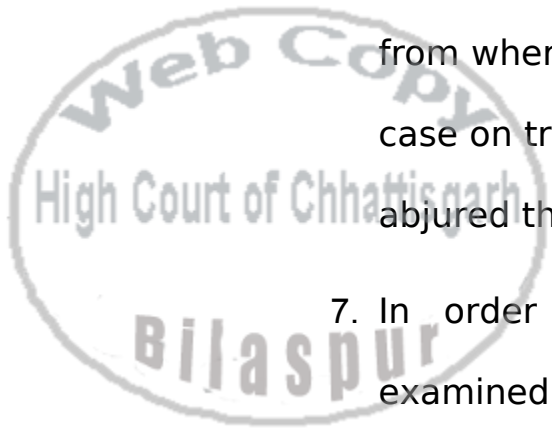 Web Copy
from wher
case on tr
High Court of Chhattisgarh
abjured th
7. In order
Bilaspur
examined